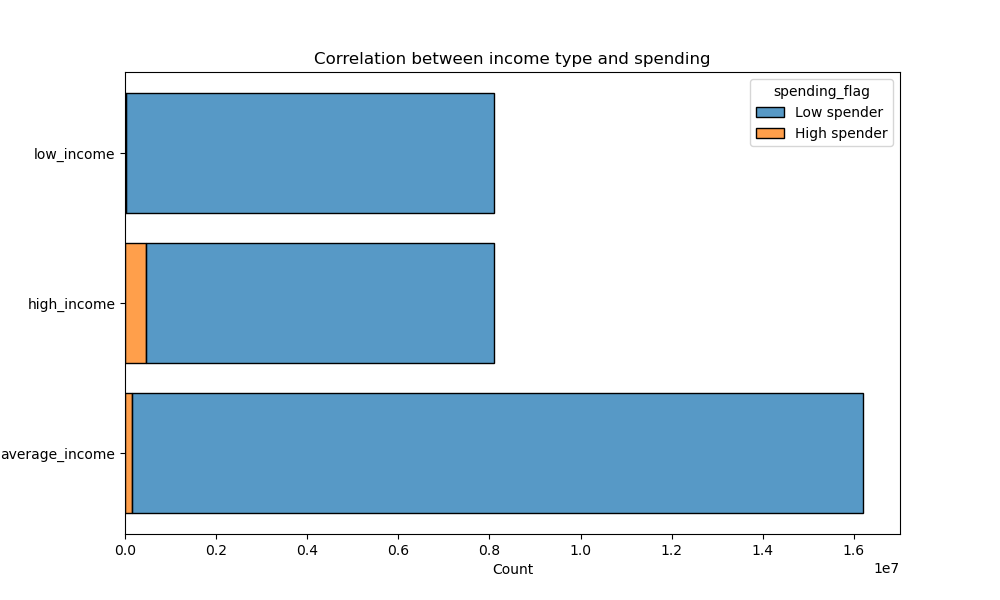 Correlation between income type and spending
spending_flag
Low spender
High spender
low_income
high_income
average_income
0.0 0.2 0.4 0.6 0.8 1.0 1.2 1.4 1.6
1e7
Count